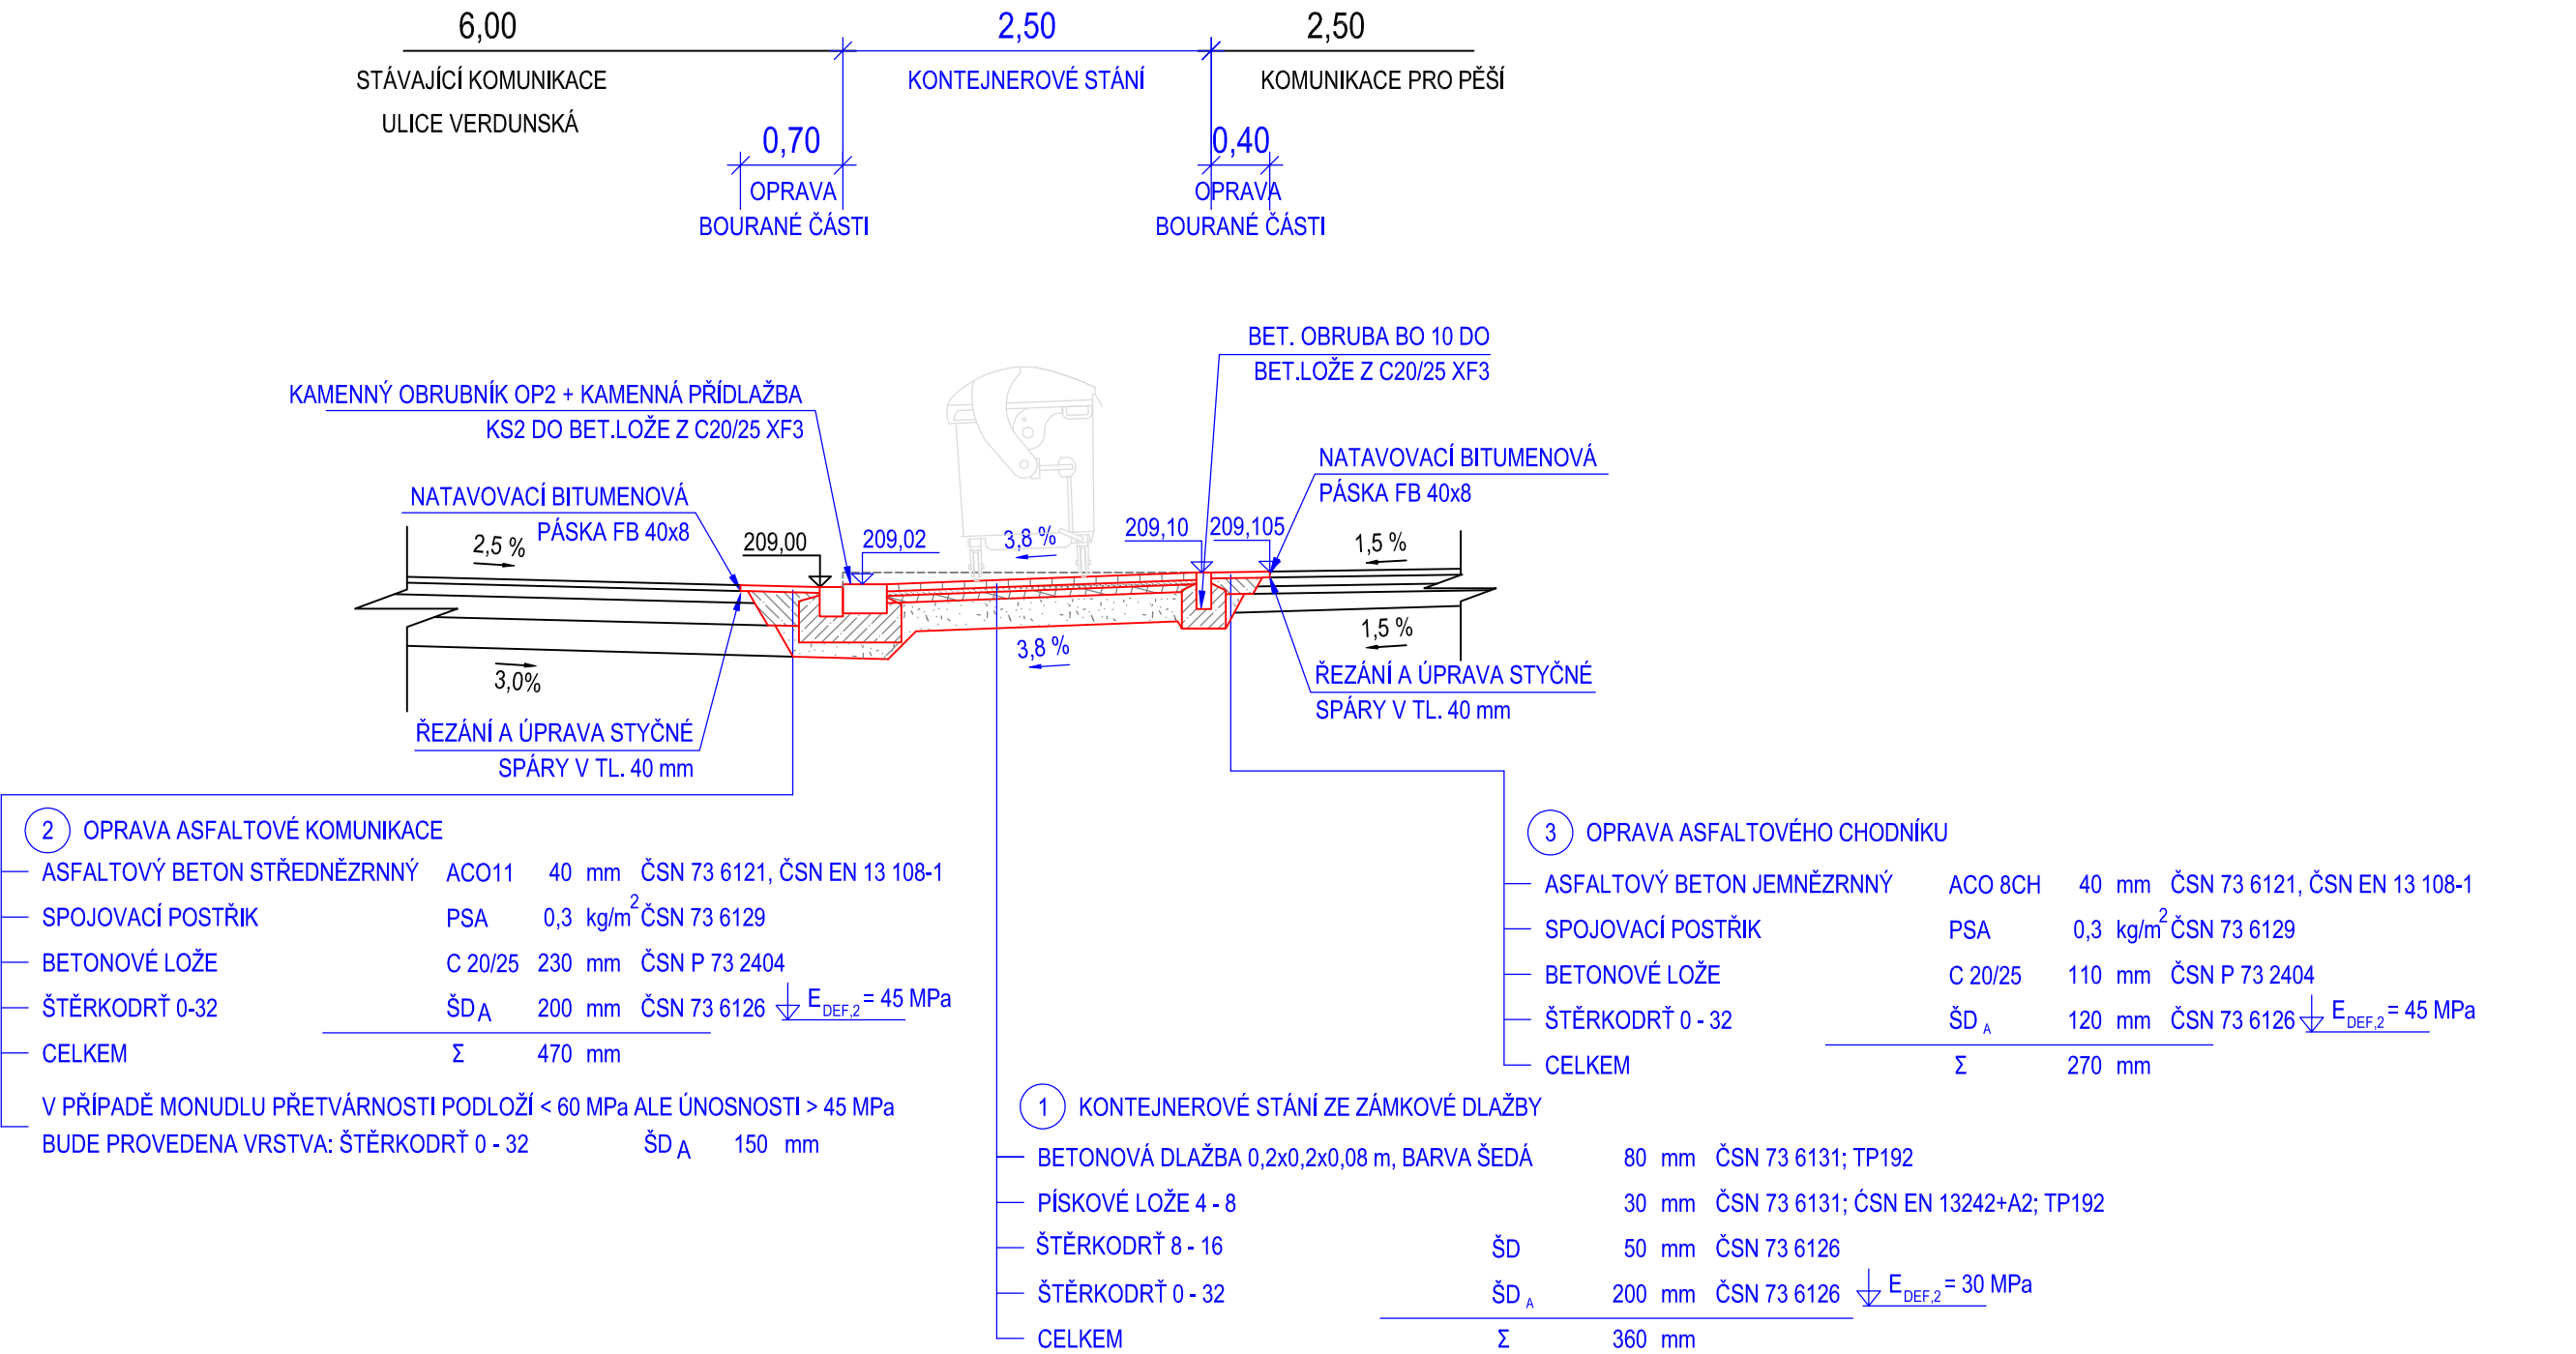 6,00
2,50
2,50
STÁVAJÍCÍ KOMUNIKACE
ULICE VERDUNSKÁ
KONTEJNEROVÉ STÁNÍ
KOMUNIKACE PRO PĚŠÍ
0,70
OPRAVA
BOURANÉ ČÁSTI
0,40
OPRAVA
BOURANÉ ČÁSTI
BET. OBRUBA BO 10 DO
BET.LOŽE Z C20/25 XF3
KAMENNÝ OBRUBNÍK OP2 + KAMENNÁ PŘÍDLAŽBA
KS2 DO BET.LOŽE Z C20/25 XF3
NATAVOVACÍ BITUMENOVÁ
PÁSKA FB 40x8
NATAVOVACÍ BITUMENOVÁ
PÁSKA FB 40x8
2,5 %
209,00
209,02
3,8 %
209,10
209,105
1,5 %
3,0%
3,8 %
1,5 %
ŘEZÁNÍ A ÚPRAVA STYČNÉ
SPÁRY V TL. 40 mm
ŘEZÁNÍ A ÚPRAVA STYČNÉ
SPÁRY V TL. 40 mm
2 OPRAVA ASFALTOVÉ KOMUNIKACE
ASFALTOVÝ BETON STŘEDNĚZRNNÝ ACO11 40 mm ČSN 73 6121, ČSN EN 13 108-1
SPOJOVACÍ POSTŘIK PSA 0,3 kg/m² ČSN 73 6129
BETONOVÉ LOŽE C 20/25 230 mm ČSN P 73 2404
ŠTĚRKODRŤ 0-32 ŠD A 200 mm ČSN 73 6126 E DEF,2 = 45 MPa
CELKEM Σ 470 mm
V PŘÍPADĚ MONUDLU PŘETVÁRNOSTI PODLOŽÍ < 60 MPa ALE ÚNOSNOSTI > 45 MPa
BUDE PROVEDENA VRSTVA: ŠTĚRKODRŤ 0 - 32 ŠD A 150 mm
3 OPRAVA ASFALTOVÉHO CHODNÍKU
ASFALTOVÝ BETON JEMNĚZRNNÝ ACO 8CH 40 mm ČSN 73 6121, ČSN EN 13 108-1
SPOJOVACÍ POSTŘIK PSA 0,3 kg/m² ČSN 73 6129
BETONOVÉ LOŽE C 20/25 110 mm ČSN P 73 2404
ŠTĚRKODRŤ 0 - 32 ŠD A 120 mm ČSN 73 6126 E DEF,2 = 45 MPa
CELKEM Σ 270 mm
1 KONTEJNEROVÉ STÁNÍ ZE ZÁMKOVÉ DLAŽBY
BETONOVÁ DLAŽBA 0,2x0,2x0,08 m, BARVA ŠEDÁ 80 mm ČSN 73 6131; TP192
PÍSKOVÉ LOŽE 4 - 8 30 mm ČSN 73 6131; ĆSN EN 13242+A2; TP192
ŠTĚRKODRŤ 8 - 16 ŠD 50 mm ČSN 73 6126
ŠTĚRKODRŤ 0 - 32 ŠD A 200 mm ČSN 73 6126 E DEF,2 = 30 MPa
CELKEM Σ 360 mm